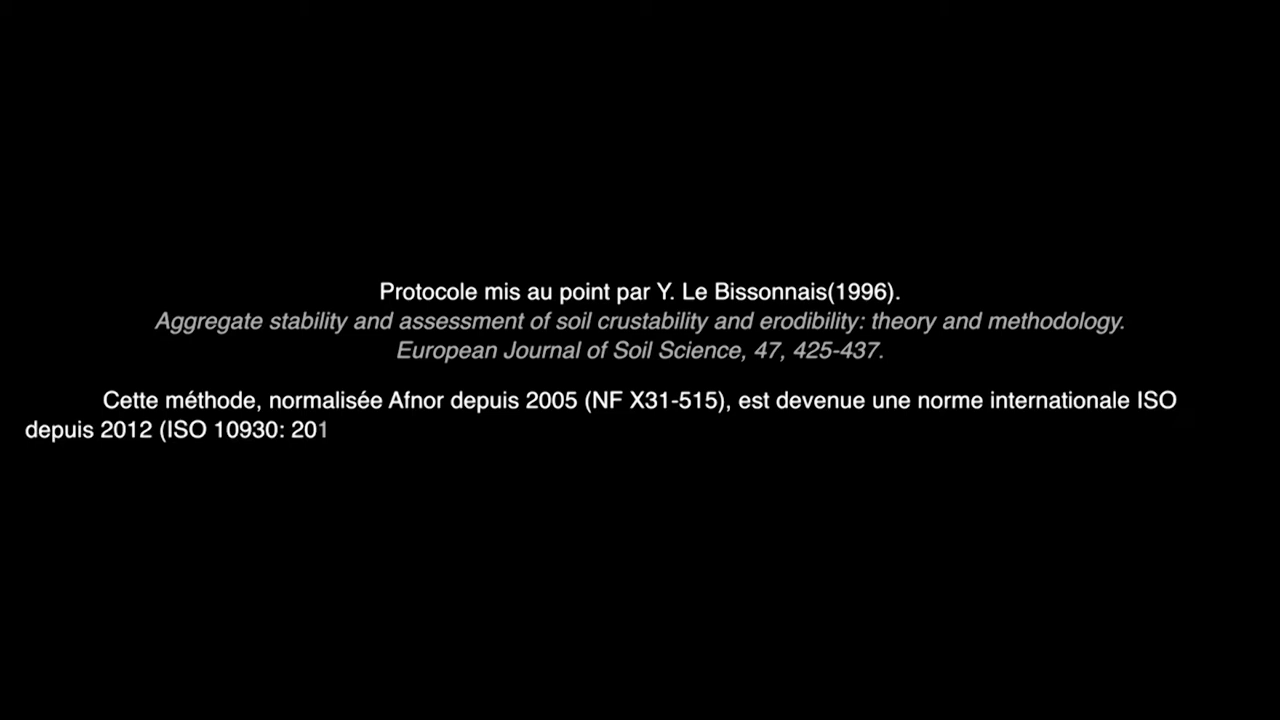 Protocole mis au point par Y. Le Bissonnais(1996).
Aggregate stability and assessment of soil crustability and erodibility: theory and methodology.
European Journal of Soil Science, 47, 425-437.
Cette méthode, normalisée Afnor depuis 2005 (NF X31-515), est devenue une norme internationale ISO
depuis 2012 (ISO 10930: 201